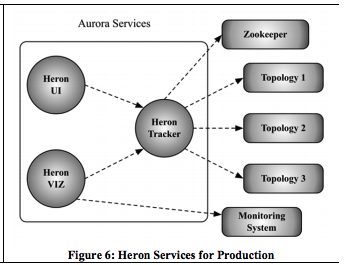 Aurora Services
Zookeeper
Heron
UI
Topology 1
Heron
Tracker
Topology 2
Heron
VIZ
Topology 3
Monitoring
System
Figure 6: Heron Services for Production